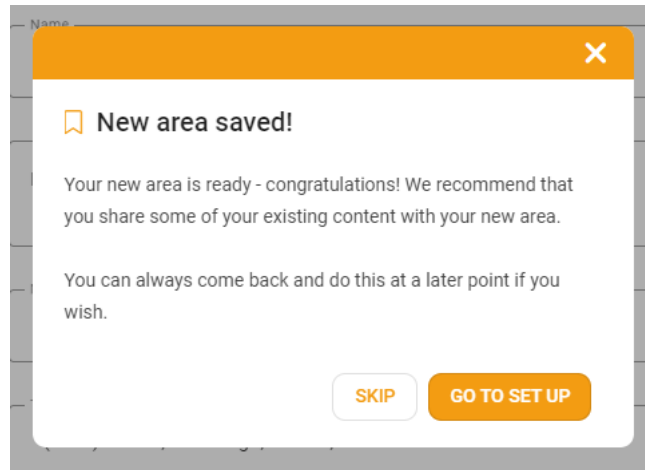 Name
New area saved!
Your new area is ready - congratulations! We recommend that
you share some of your existing content with your new area.
You can always come back and do this at a later point if you
wish.
SKIP
GO TO SET UP